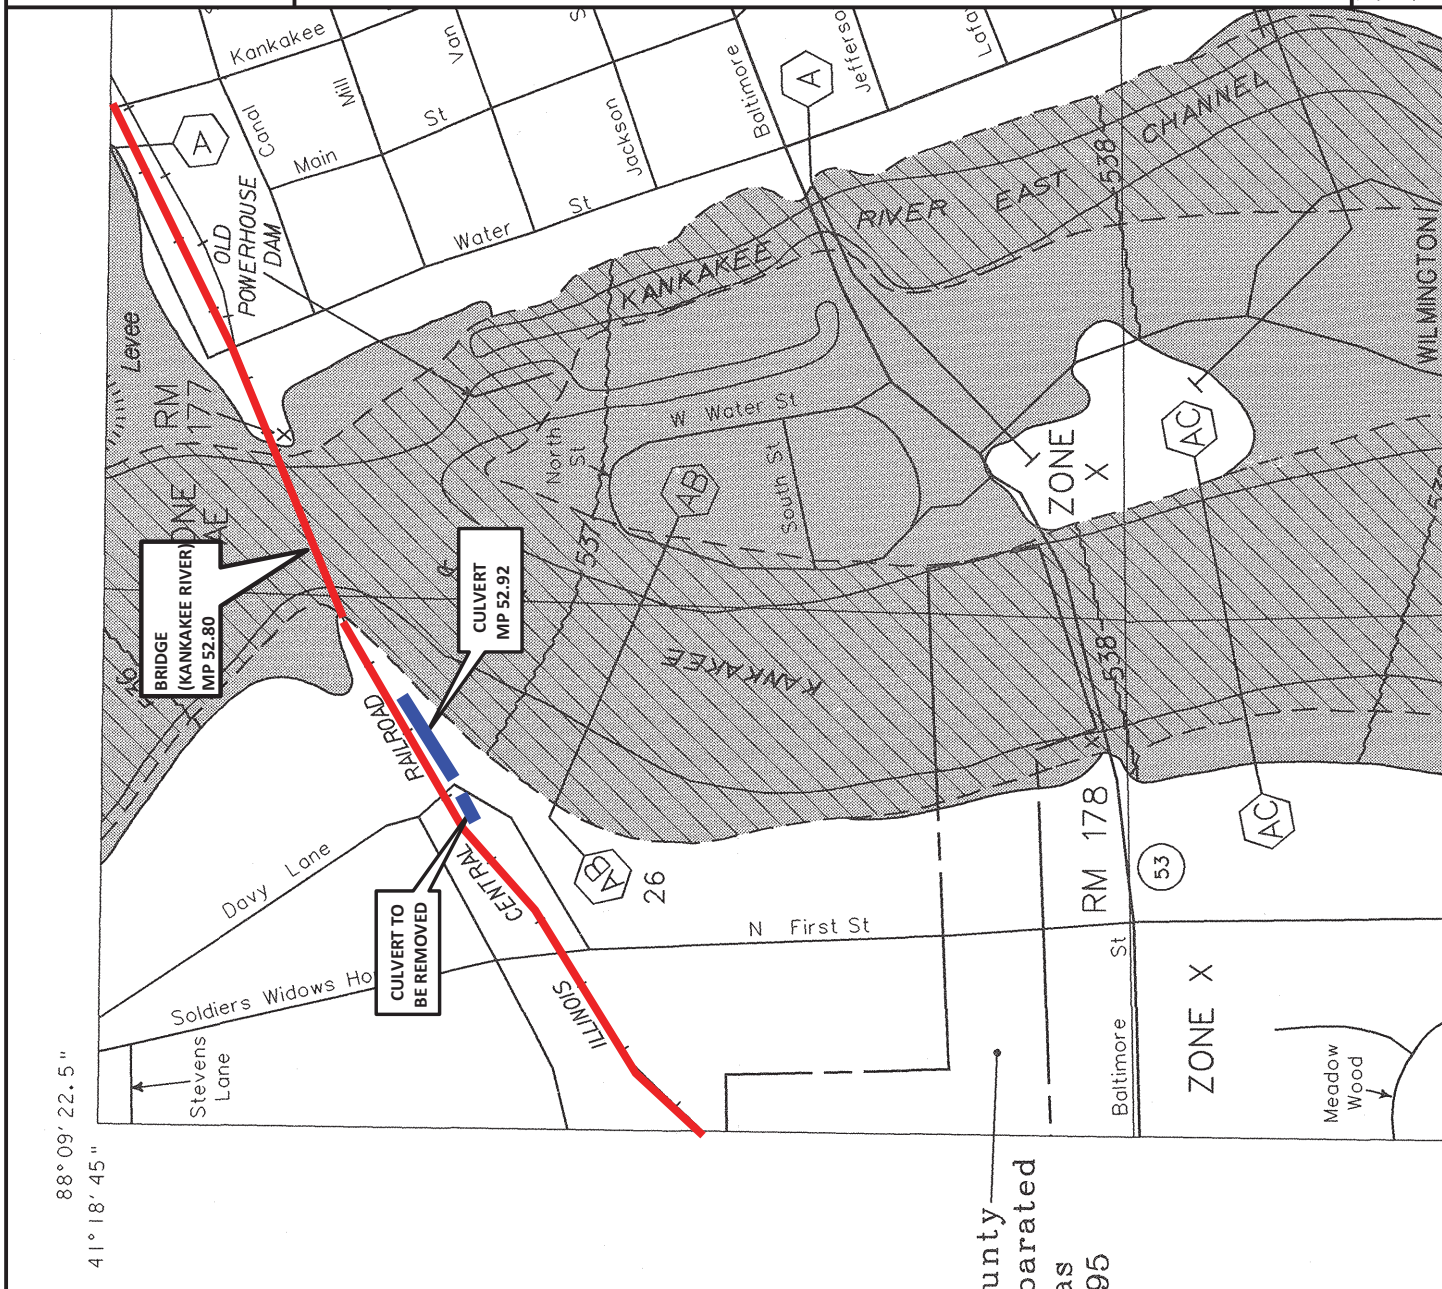 Kankakee
Mill
Van
Canal
St
Main
Jackson
Baltimore
A
Water
St
A
OLD
POWERHOUSE
DAM
Levee
RM
177
KANKAKEE
RIVER
EAST
CHANNEL
538
WILMINGTON
W Water St
North
St
South St
AB
537
ZONE
X
AC
AE
BRIDGE
(KANKAKEE RIVER)
MP 52.80
CULVERT
MP 52.92
KANKAKEE
538
RAILROAD
CENTRAL
ILLINOIS
Davy Lane
CULVERT TO
BE REMOVED
AB
26
RM 178
53
AC
N First St
Soldiers Widows
Stevens
Lane
Baltimore St
ZONE X
Meadow
Wood
88° 09' 22.5"
41° 18' 45"
unty
parated
as
95